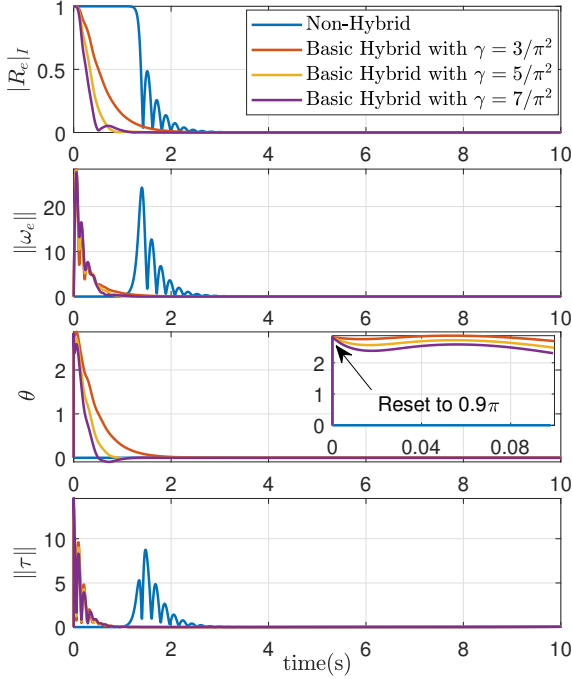 1
0.5
0
|R_e|_I
Non-Hybrid
Basic Hybrid with γ = 3/π²
Basic Hybrid with γ = 5/π²
Basic Hybrid with γ = 7/π²
0 2 4 6 8 10
20
10
0
||ω_e||
0 2 4 6 8 10
2
1
0
θ
2
1
0
Reset to 0.9π
0 0.04 0.08
0 2 4 6 8 10
10
5
0
||τ||
0 2 4 6 8 10
time(s)